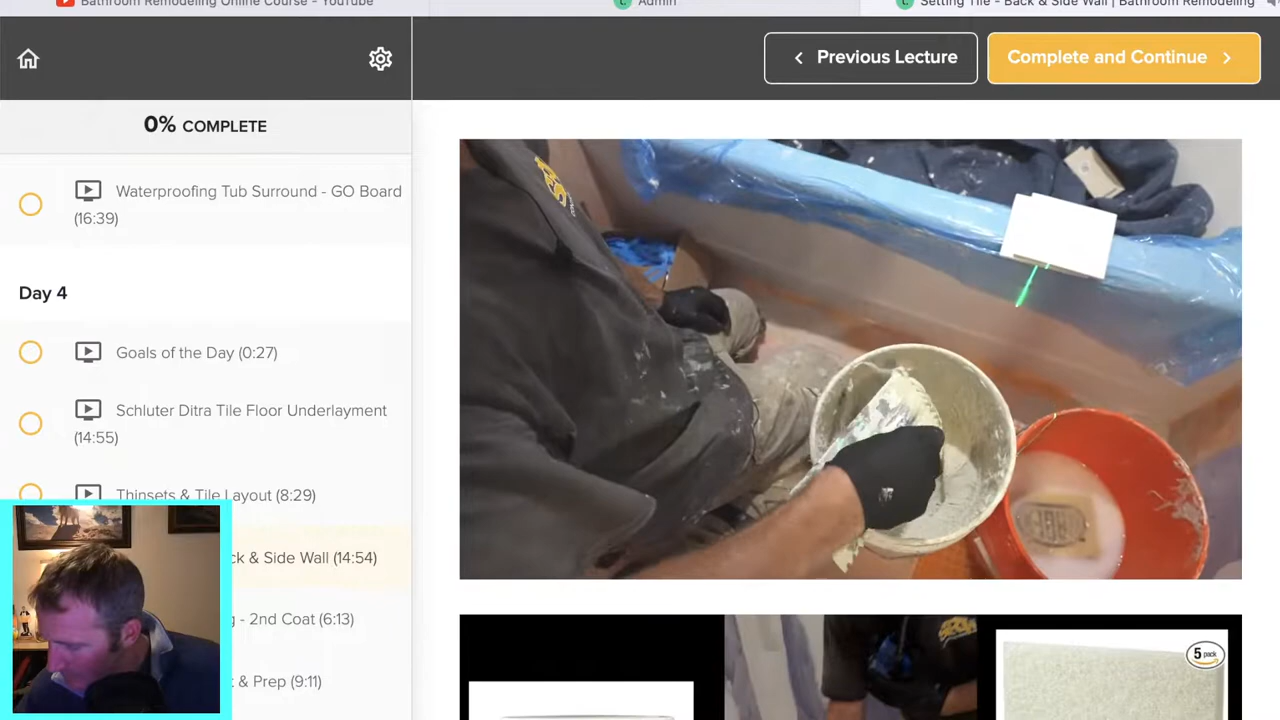 Bathroom Remodeling Online Course - YouTube
Admin
Setting Tile - Back & Side Wall | Bathroom Remodeling
Previous Lecture
Complete and Continue
0% COMPLETE
Waterproofing Tub Surround - GO Board
(16:39)
Day 4
Goals of the Day (0:27)
Schluter Ditra Tile Floor Underlayment
(14:55)
Thinsets & Tile Layout (8:29)
ck & Side Wall (14:54)
g - 2nd Coat (6:13)
& Prep (9:11)
5 pack